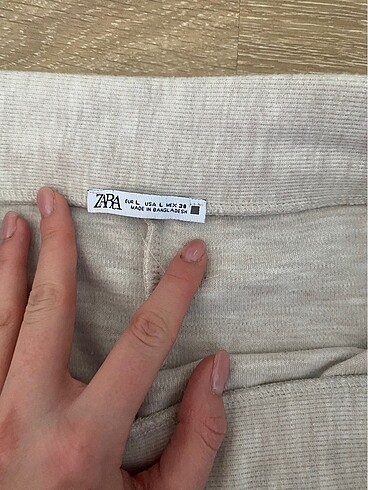 ZARA
EUR L USA L MEX 28
MADE IN BANGLADESH